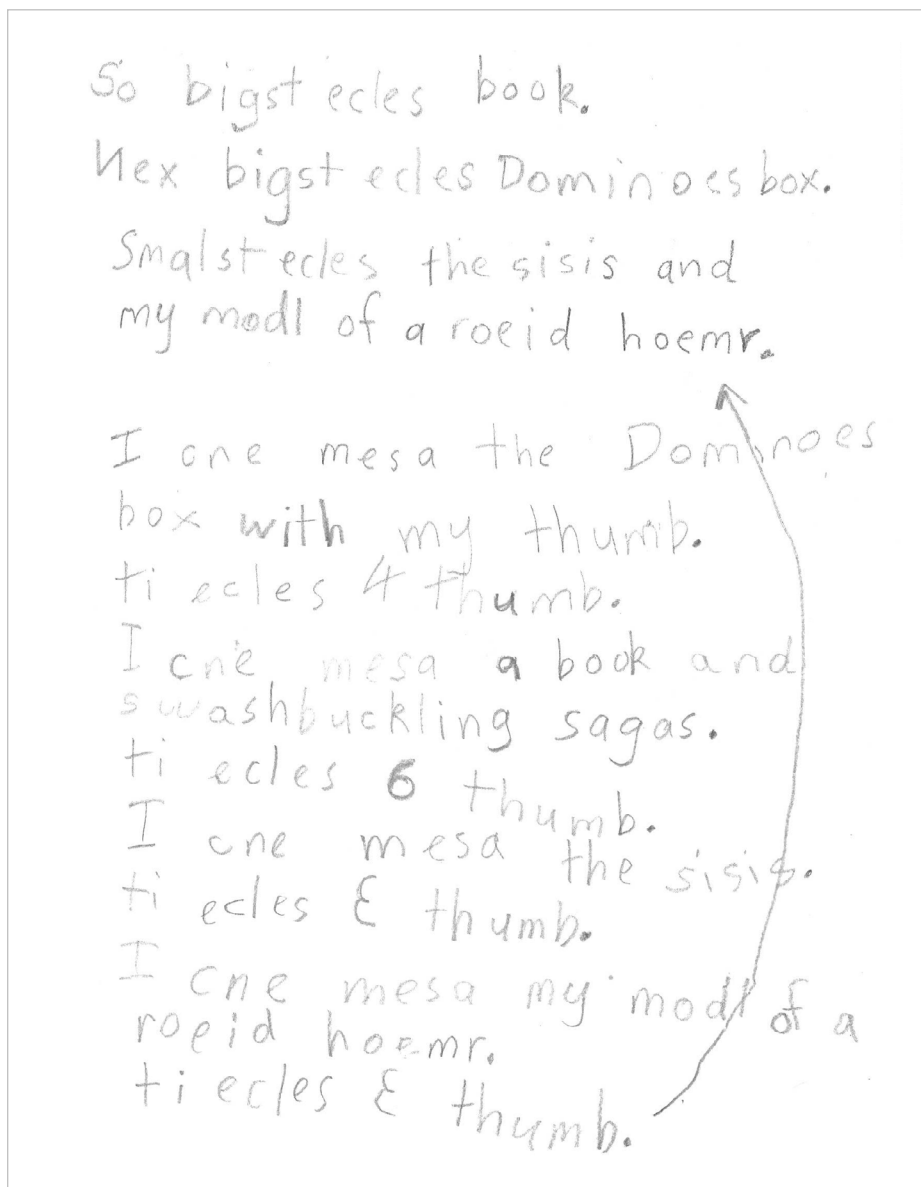 So bigst ecles book.
Nex bigst ecles Dominoes box.
Smalst ecles the sisis and
my modl of a roeid hoemr.
I cne mesa the Dominoes
box with my thumb.
ti ecles 4 thumb.
I cne mesa a book and
swashbuckling sagas.
ti ecles 6 thumb.
I cne mesa the sisis.
ti ecles Ɛ thumb.
I cne mesa my modl of a
roeid hoemr.
ti ecles Ɛ thumb.